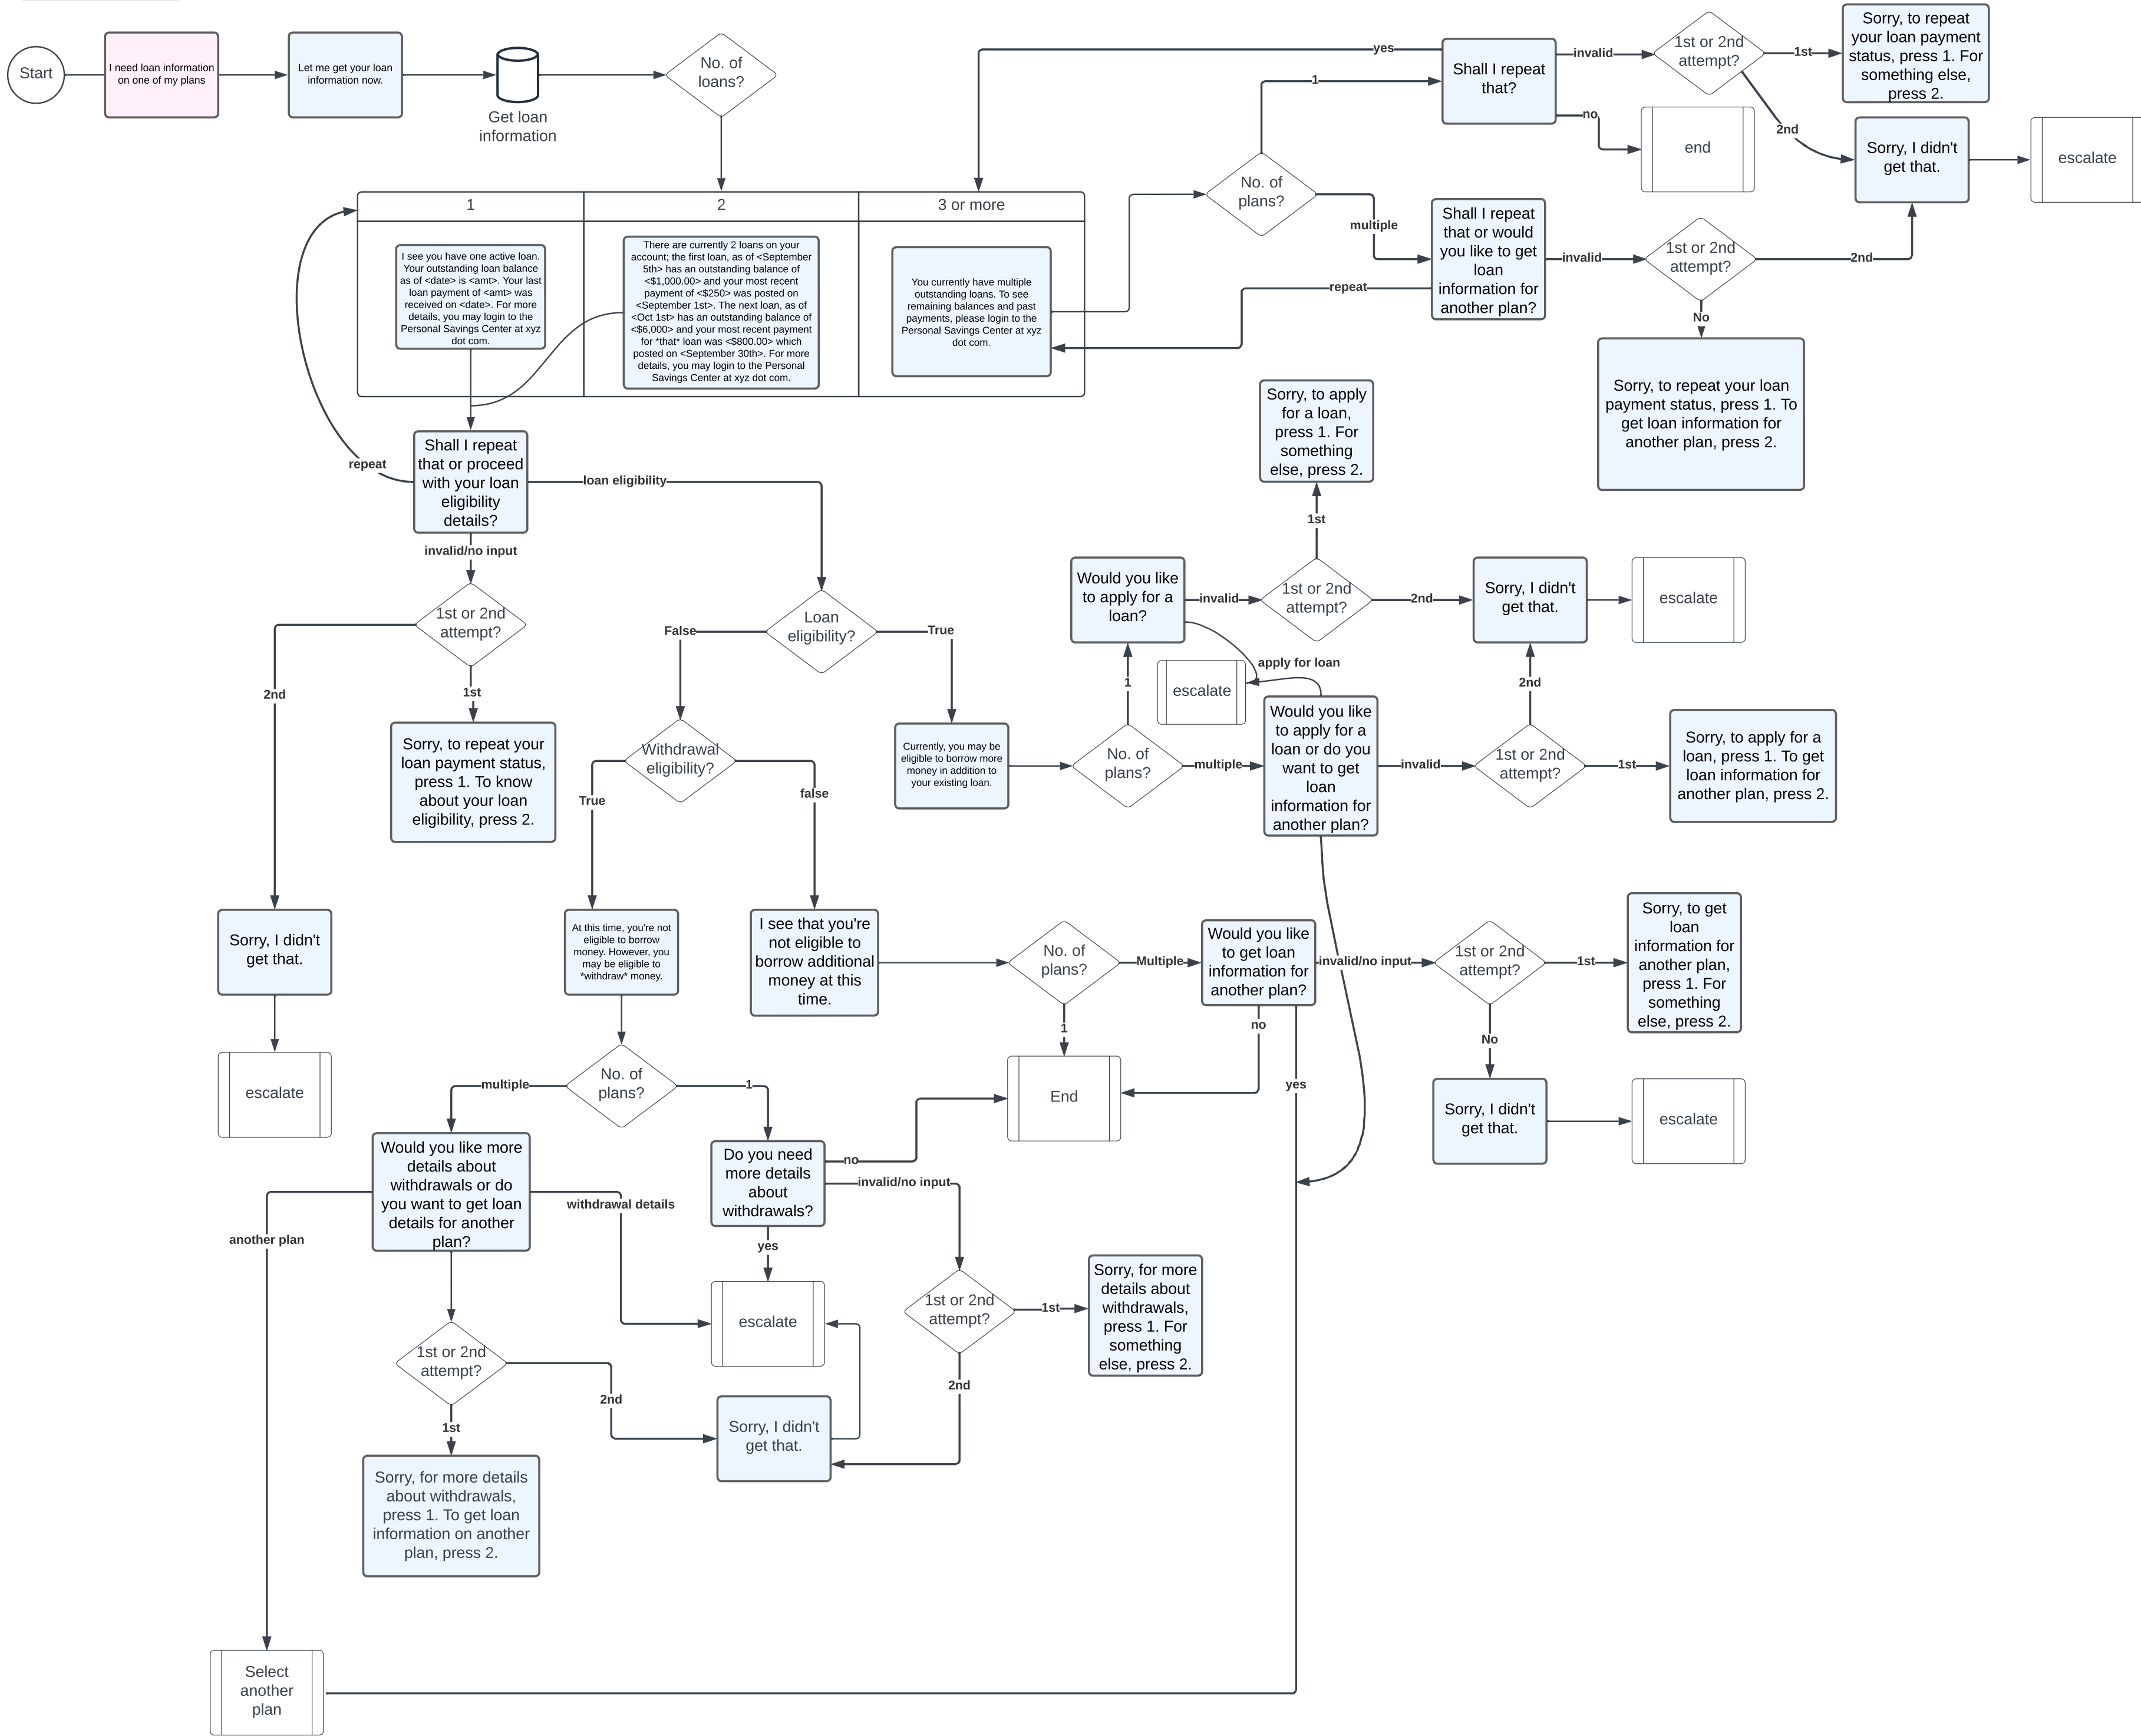 Start
I need loan information
on one of my plans
Let me get your loan
information now.
Get loan
information
No. of
loans?
1
2
3 or more
I see you have one active loan.
Your outstanding loan balance
as of <date> is <amt>. Your last
loan payment of <amt> was
received on <date>. For more
details, you may login to the
Personal Savings Center at xyz
dot com.
There are currently 2 loans on your
account; the first loan, as of <September
5th> has an outstanding balance of
<$1,000.00> and your most recent
payment of <$250> was posted on
<September 1st>. The next loan, as of
<Oct 1st> has an outstanding balance of
<$6,000> and your most recent payment
for *that* loan was <$800.00> which
posted on <September 30th>. For more
details, you may login to the Personal
Savings Center at xyz dot com.
You currently have multiple
outstanding loans. To see
remaining balances and past
payments, please login to the
Personal Savings Center at xyz
dot com.
No. of
plans?
1
multiple
yes
Shall I repeat
that?
invalid
no
end
1st or 2nd
attempt?
1st
2nd
Sorry, to repeat
your loan payment
status, press 1. For
something else,
press 2.
Sorry, I didn't
get that.
escalate
Shall I repeat
that or would
you like to get
loan
information for
another plan?
repeat
invalid
1st or 2nd
attempt?
2nd
No
Sorry, to repeat your loan
payment status, press 1. To
get loan information for
another plan, press 2.
Shall I repeat
that or proceed
with your loan
eligibility
details?
repeat
loan eligibility
invalid/no input
1st or 2nd
attempt?
2nd
1st
Sorry, to repeat your
loan payment status,
press 1. To know
about your loan
eligibility, press 2.
Sorry, I didn't
get that.
escalate
Loan
eligibility?
False
True
Withdrawal
eligibility?
True
false
Currently, you may be
eligible to borrow more
money in addition to
your existing loan.
No. of
plans?
1
multiple
Would you like
to apply for a
loan?
invalid
1st or 2nd
attempt?
1st
2nd
Sorry, to apply
for a loan,
press 1. For
something
else, press 2.
Sorry, I didn't
get that.
escalate
apply for loan
escalate
Would you like
to apply for a
loan or do you
want to get
loan
information for
another plan?
invalid
1st or 2nd
attempt?
2nd
1st
Sorry, to apply for a
loan, press 1. To get
loan information for
another plan, press 2.
At this time, you're not
eligible to borrow
money. However, you
may be eligible to
*withdraw* money.
I see that you're
not eligible to
borrow additional
money at this
time.
No. of
plans?
Multiple
1
Would you like
to get loan
information for
another plan?
invalid/no input
no
yes
1st or 2nd
attempt?
1st
No
Sorry, to get
loan
information for
another plan,
press 1. For
something
else, press 2.
Sorry, I didn't
get that.
escalate
End
No. of
plans?
multiple
1
Would you like more
details about
withdrawals or do
you want to get loan
details for another
plan?
another plan
withdrawal details
Do you need
more details
about
withdrawals?
no
invalid/no input
yes
escalate
1st or 2nd
attempt?
1st
2nd
Sorry, for more
details about
withdrawals,
press 1. For
something
else, press 2.
1st or 2nd
attempt?
2nd
1st
Sorry, I didn't
get that.
Sorry, for more details
about withdrawals,
press 1. To get loan
information on another
plan, press 2.
Select
another
plan